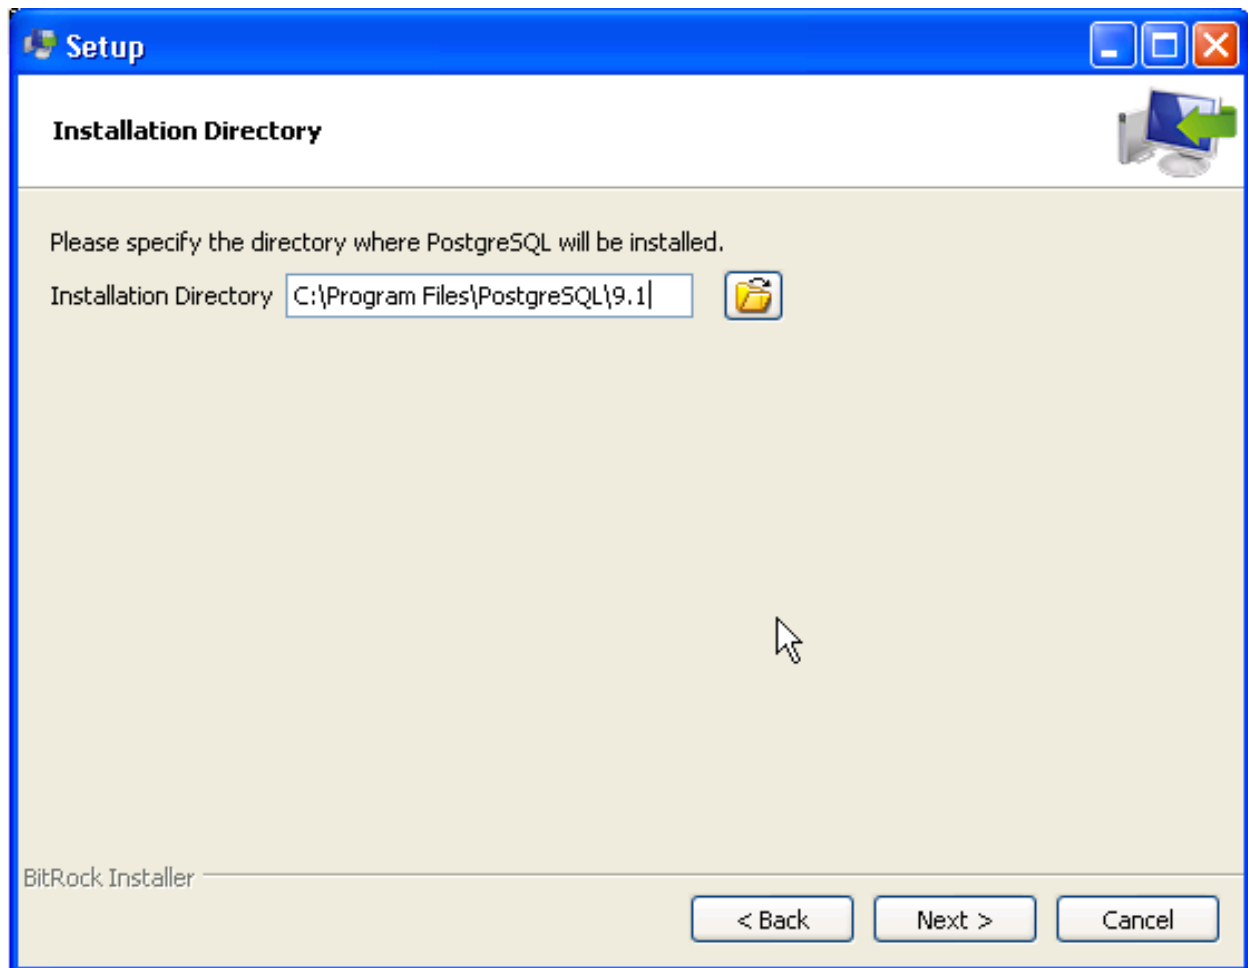 Setup
Installation Directory
Please specify the directory where PostgreSQL will be installed.
Installation Directory C:\Program Files\PostgreSQL\9.1
BitRock Installer
< Back Next > Cancel